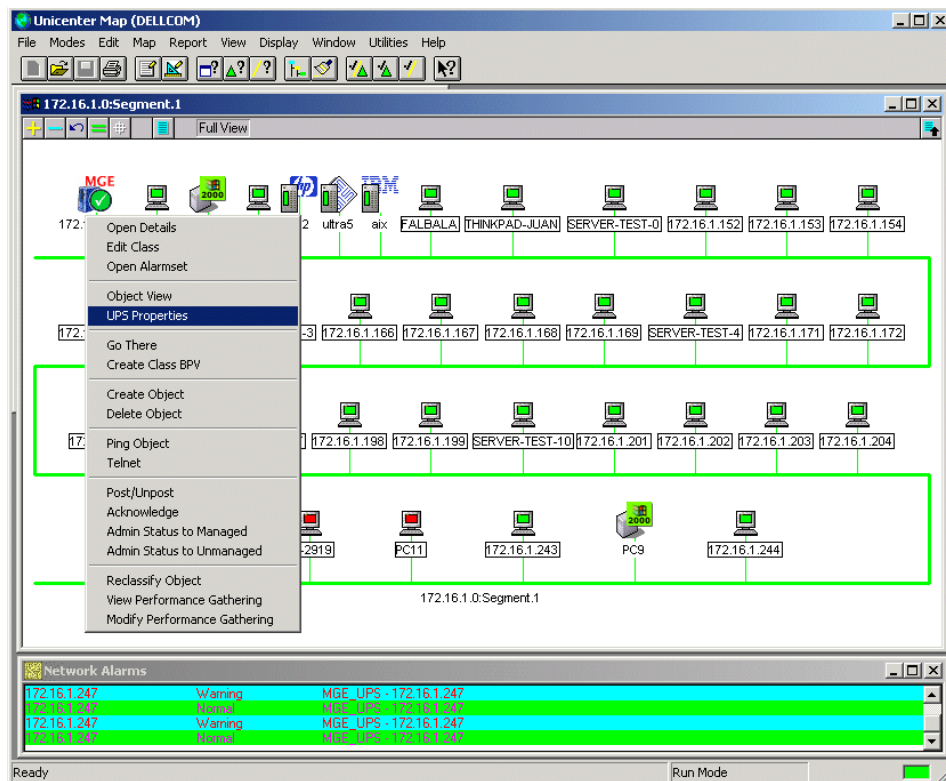 Unicenter Map (DELLCOM)
File Modes Edit Map Report View Display Window Utilities Help
172.16.1.0:Segment.1
Full View
MGE
2000
hp
IBM
172. 2 ultra5 aix FALBALA THINKPAD-JUAN SERVER-TEST-0 172.16.1.152 172.16.1.153 172.16.1.154
Open Details
Edit Class
Open Alarmset
Object View
UPS Properties
172. -3 172.16.1.166 172.16.1.167 172.16.1.168 172.16.1.169 SERVER-TEST-4 172.16.1.171 172.16.1.172
Go There
Create Class BPV
Create Object
Delete Object
17 172.16.1.198 172.16.1.199 SERVER-TEST-10 172.16.1.201 172.16.1.202 172.16.1.203 172.16.1.204
Ping Object
Telnet
Post/Unpost
Acknowledge
Admin Status to Managed
Admin Status to Unmanaged
2000
-2919 PC11 172.16.1.243 PC9 172.16.1.244
Reclassify Object
View Performance Gathering
Modify Performance Gathering
172.16.1.0:Segment.1
Network Alarms
172.16.1.247 Warning MGE_UPS - 172.16.1.247
172.16.1.247 Normal MGE_UPS - 172.16.1.247
172.16.1.247 Warning MGE_UPS - 172.16.1.247
172.16.1.247 Normal MGE_UPS - 172.16.1.247
Ready Run Mode